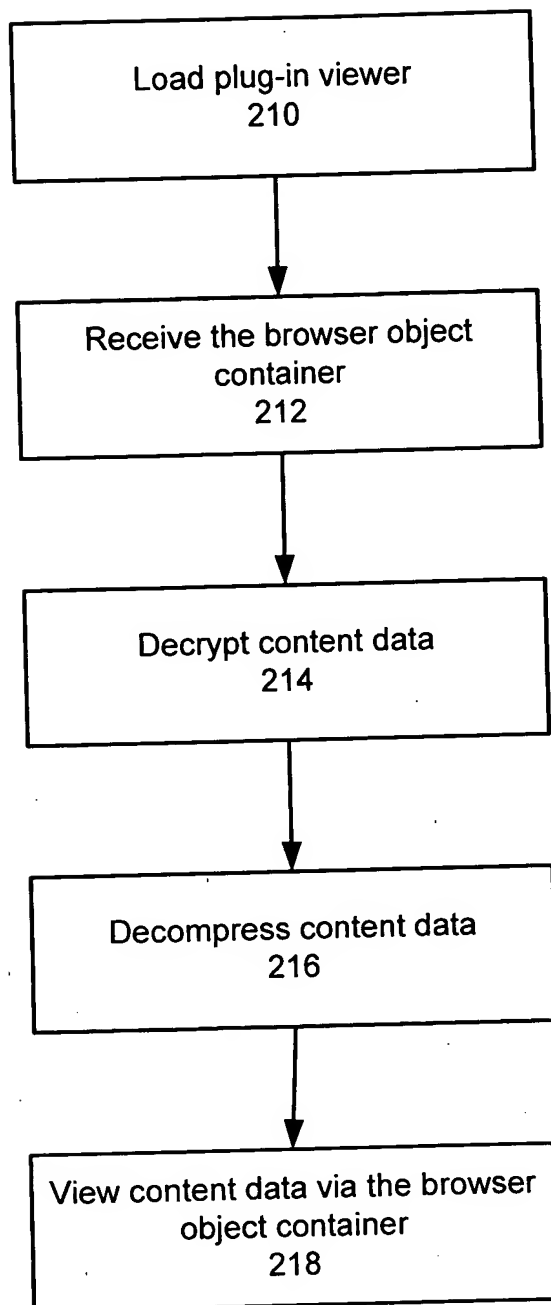 Load plug-in viewer
210
Receive the browser object
container
212
Decrypt content data
214
Decompress content data
216
View content data via the browser
object container
218